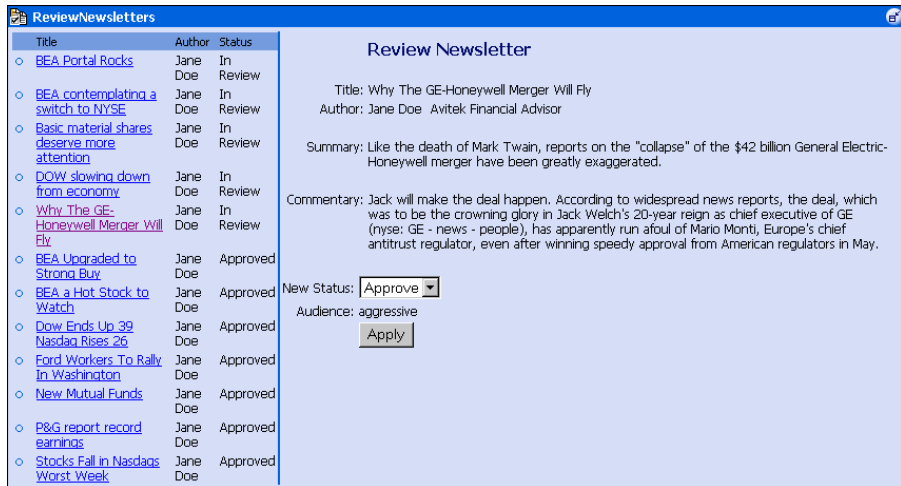 ReviewNewsletters
Title Author Status
BEA Portal Rocks Jane In
Doe Review
BEA contemplating a Jane In
switch to NYSE Doe Review
Basic material shares Jane In
deserve more Doe Review
attention
DOW slowing down Jane In
from economy Doe Review
Why The GE- Jane In
Honeywell Merger Will Doe Review
Fly
BEA Upgraded to Jane Approved
Strong Buy Doe
BEA a Hot Stock to Jane Approved
Watch Doe
Dow Ends Up 39 Jane Approved
Nasdaq Rises 26 Doe
Ford Workers To Rally Jane Approved
In Washington Doe
New Mutual Funds Jane Approved
Doe
P&G report record Jane Approved
earnings Doe
Stocks Fall in Nasdaqs Jane Approved
Worst Week Doe
Review Newsletter
Title: Why The GE-Honeywell Merger Will Fly
Author: Jane Doe Avitek Financial Advisor
Summary: Like the death of Mark Twain, reports on the "collapse" of the $42 billion General Electric-
Honeywell merger have been greatly exaggerated.
Commentary: Jack will make the deal happen. According to widespread news reports, the deal, which
was to be the crowning glory in Jack Welch's 20-year reign as chief executive of GE
(nyse: GE - news - people), has apparently run afoul of Mario Monti, Europe's chief
antitrust regulator, even after winning speedy approval from American regulators in May.
New Status: Approve
Audience: aggressive
Apply